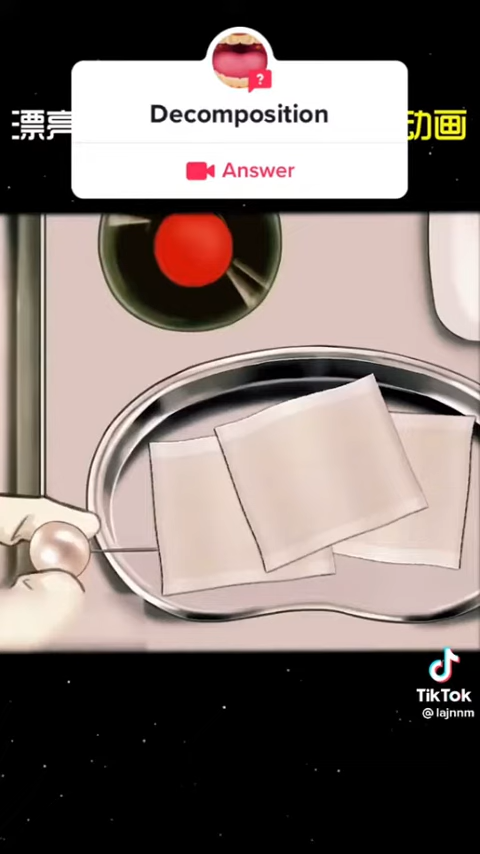 Decomposition
漂亮
动画
Answer
TikTok
@lajnnm